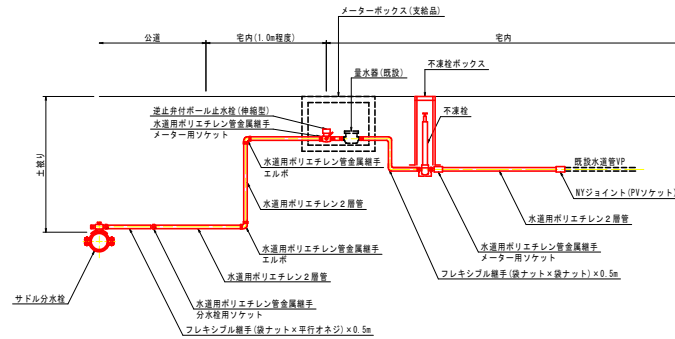 メーターボックス(支給品)
公道
宅内(1.0m程度)
宅内
量水器(既設)
不凍栓ボックス
逆止弁付ボール止水栓(伸縮型)
水道用ポリエチレン管金属継手
メーター用ソケット
不凍栓
土被り
水道用ポリエチレン管金属継手
エルボ
既設水道管VP
NYジョイント(PVソケット)
水道用ポリエチレン2層管
水道用ポリエチレン2層管
水道用ポリエチレン管金属継手
エルボ
水道用ポリエチレン管金属継手
メーター用ソケット
水道用ポリエチレン2層管
フレキシブル継手(袋ナット×袋ナット)×0.5m
サドル分水栓
水道用ポリエチレン管金属継手
分水栓用ソケット
フレキシブル継手(袋ナット×平行オネジ)×0.5m